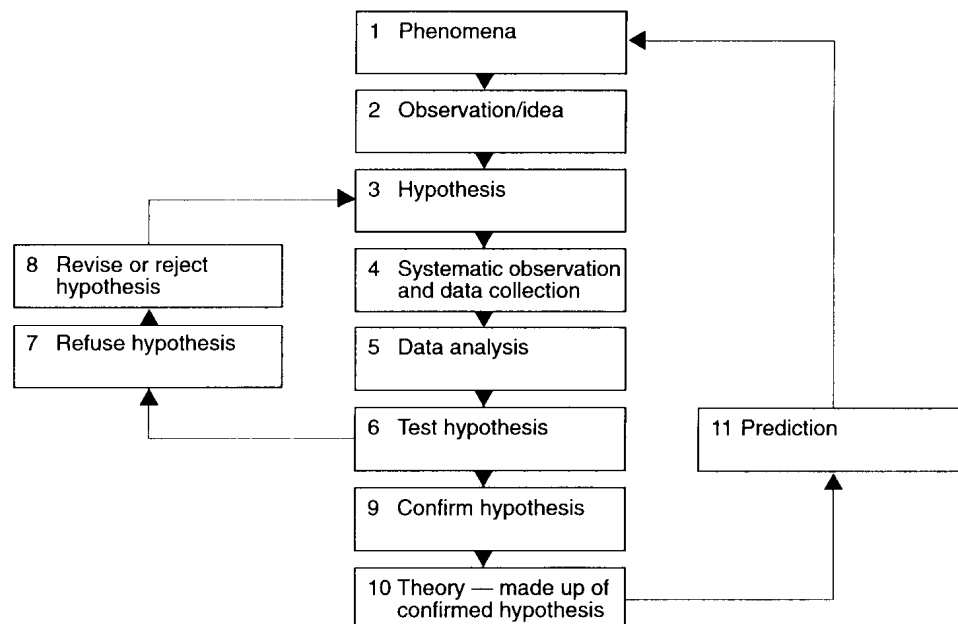 1 Phenomena
2 Observation/idea
3 Hypothesis
4 Systematic observation
and data collection
5 Data analysis
6 Test hypothesis
7 Refuse hypothesis
8 Revise or reject
hypothesis
9 Confirm hypothesis
10 Theory — made up of
confirmed hypothesis
11 Prediction